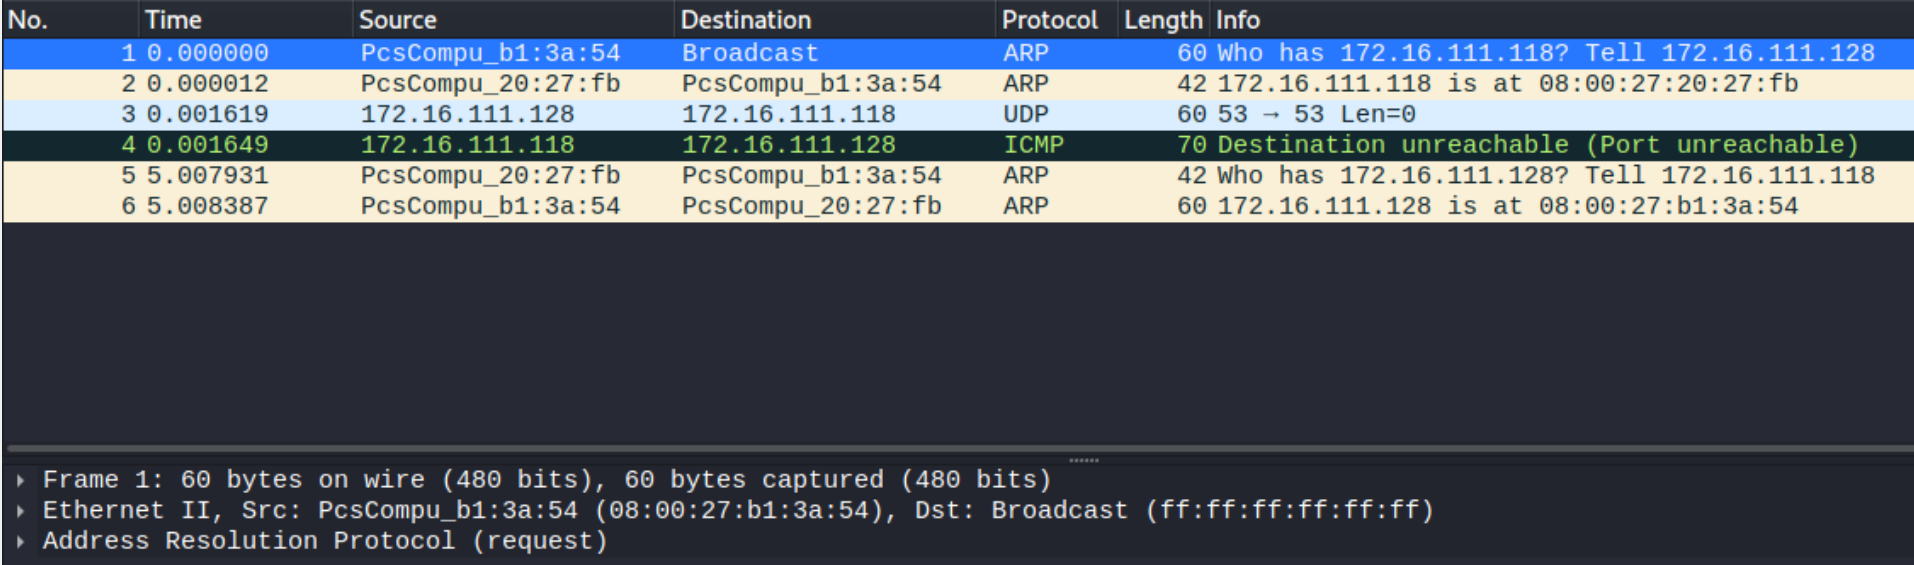 No. Time Source Destination Protocol Length Info
1 0.000000 PcsCompu_b1:3a:54 Broadcast ARP 60 Who has 172.16.111.118? Tell 172.16.111.128
2 0.000012 PcsCompu_20:27:fb PcsCompu_b1:3a:54 ARP 42 172.16.111.118 is at 08:00:27:20:27:fb
3 0.001619 172.16.111.128 172.16.111.118 UDP 60 53 → 53 Len=0
4 0.001649 172.16.111.118 172.16.111.128 ICMP 70 Destination unreachable (Port unreachable)
5 5.007931 PcsCompu_20:27:fb PcsCompu_b1:3a:54 ARP 42 Who has 172.16.111.128? Tell 172.16.111.118
6 5.008387 PcsCompu_b1:3a:54 PcsCompu_20:27:fb ARP 60 172.16.111.128 is at 08:00:27:b1:3a:54
Frame 1: 60 bytes on wire (480 bits), 60 bytes captured (480 bits)
Ethernet II, Src: PcsCompu_b1:3a:54 (08:00:27:b1:3a:54), Dst: Broadcast (ff:ff:ff:ff:ff:ff)
Address Resolution Protocol (request)